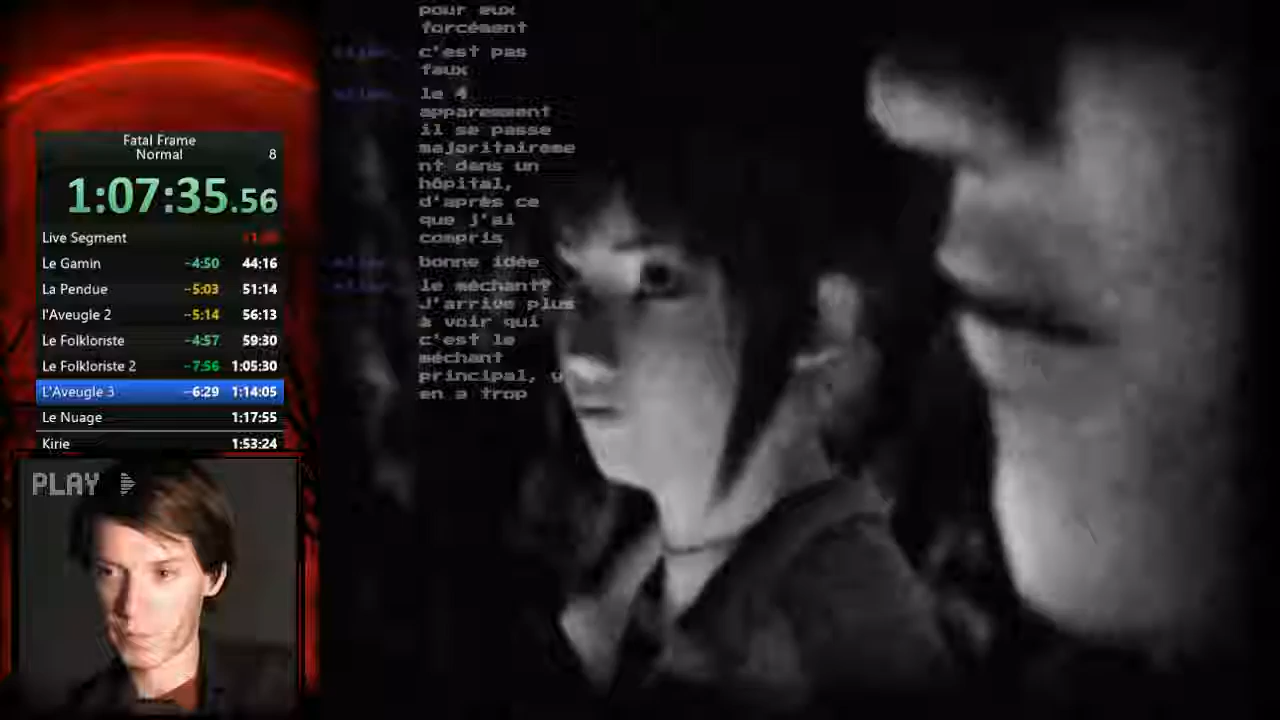 Fatal Frame
Normal 8
1:07:35.56
Live Segment
Le Gamin -4:50 44:16
La Pendue -5:03 51:14
l'Aveugle 2 -5:14 56:13
Le Folkloriste -4:57 59:30
Le Folkloriste 2 -7:56 1:05:30
L'Aveugle 3 -6:29 1:14:05
Le Nuage 1:17:55
Kirie 1:53:24
PLAY
pour eux
forcément
c'est pas
faux
le 4
apparemment
il se passe
majoritaireme
nt dans un
hôpital,
d'après ce
que j'ai
compris
bonne idée
le méchant?
J'arrive plus
à voir qui
c'est le
méchant
principal, y
en a trop